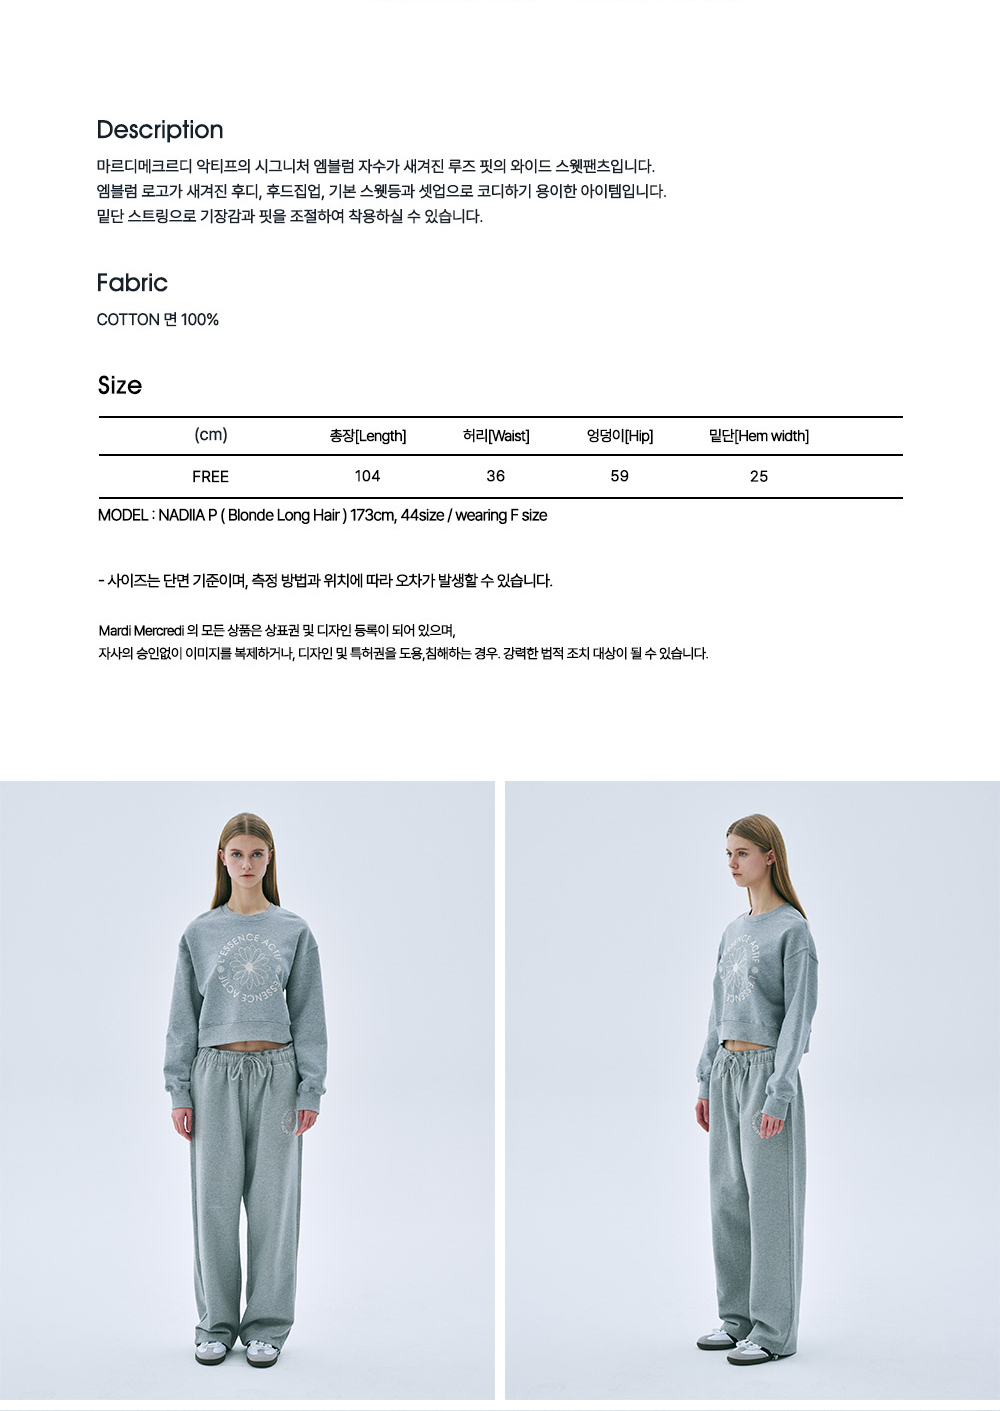 Description
마르디메크르디 악티프의 시그니처 엠블럼 자수가 새겨진 루즈 핏의 와이드 스웻팬츠입니다.
엠블럼 로고가 새겨진 후디, 후드집업, 기본 스웻등과 셋업으로 코디하기 용이한 아이템입니다.
밑단 스트링으로 기장감과 핏을 조절하여 착용하실 수 있습니다.
Fabric
COTTON 면 100%
Size
(cm) 총장[Length] 허리[Waist] 엉덩이[Hip] 밑단[Hem width]
FREE 104 36 59 25
MODEL : NADIIA P ( Blonde Long Hair ) 173cm, 44size / wearing F size
- 사이즈는 단면 기준이며, 측정 방법과 위치에 따라 오차가 발생할 수 있습니다.
Mardi Mercredi 의 모든 상품은 상표권 및 디자인 등록이 되어 있으며,
자사의 승인없이 이미지를 복제하거나, 디자인 및 특허권을 도용,침해하는 경우. 강력한 법적 조치 대상이 될 수 있습니다.
L'ESSENCE ACTIF
L'ESSENCE ACTIF
L'ESSENCE ACTIF
L'ESSENCE ACTIF